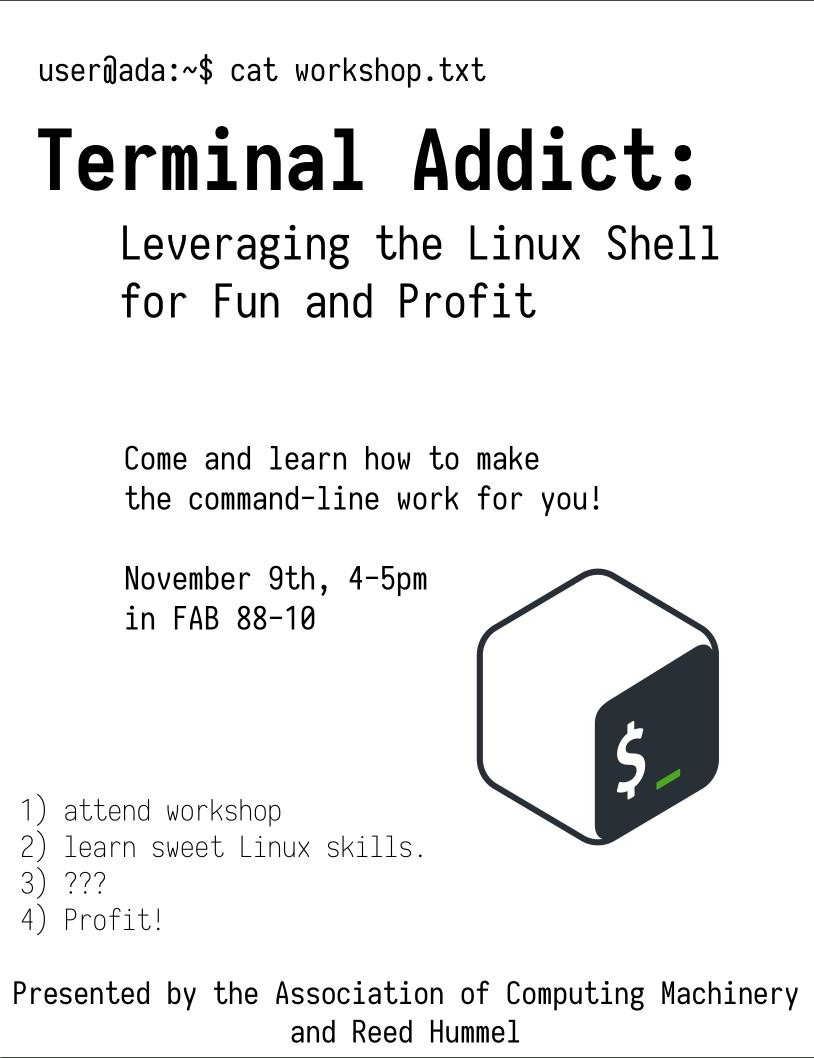 user@ada:~$ cat workshop.txt
Terminal Addict:
Leveraging the Linux Shell
for Fun and Profit
Come and learn how to make
the command-line work for you!
November 9th, 4-5pm
in FAB 88-10
$_
1) attend workshop
2) learn sweet Linux skills.
3) ???
4) Profit!
Presented by the Association of Computing Machinery
and Reed Hummel